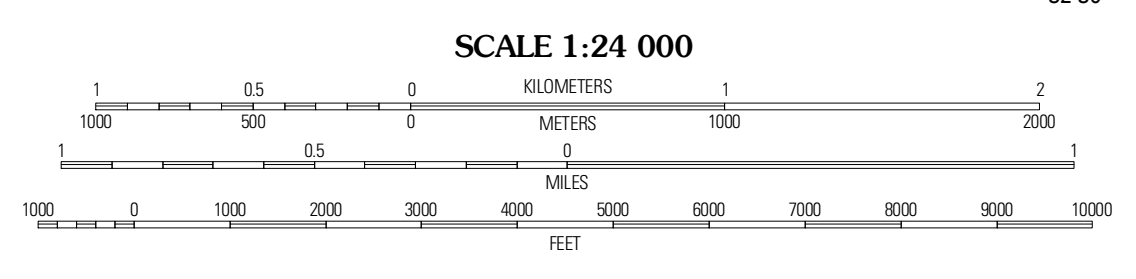 SCALE 1:24 000
1 0.5 0 KILOMETERS 1 2
1000 500 0 METERS 1000 2000
1 0.5 0 1
MILES
1000 0 1000 2000 3000 4000 5000 6000 7000 8000 9000 10000
FEET